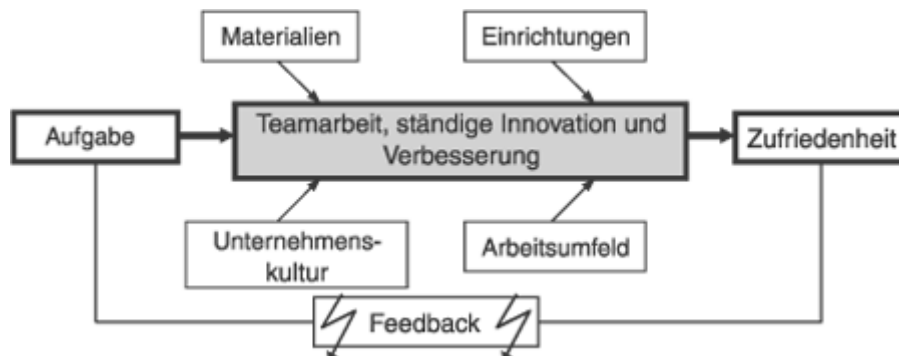 Materialien
Einrichtungen
Aufgabe
Teamarbeit, ständige Innovation und
Verbesserung
Zufriedenheit
Unternehmens-
kultur
Arbeitsumfeld
Feedback